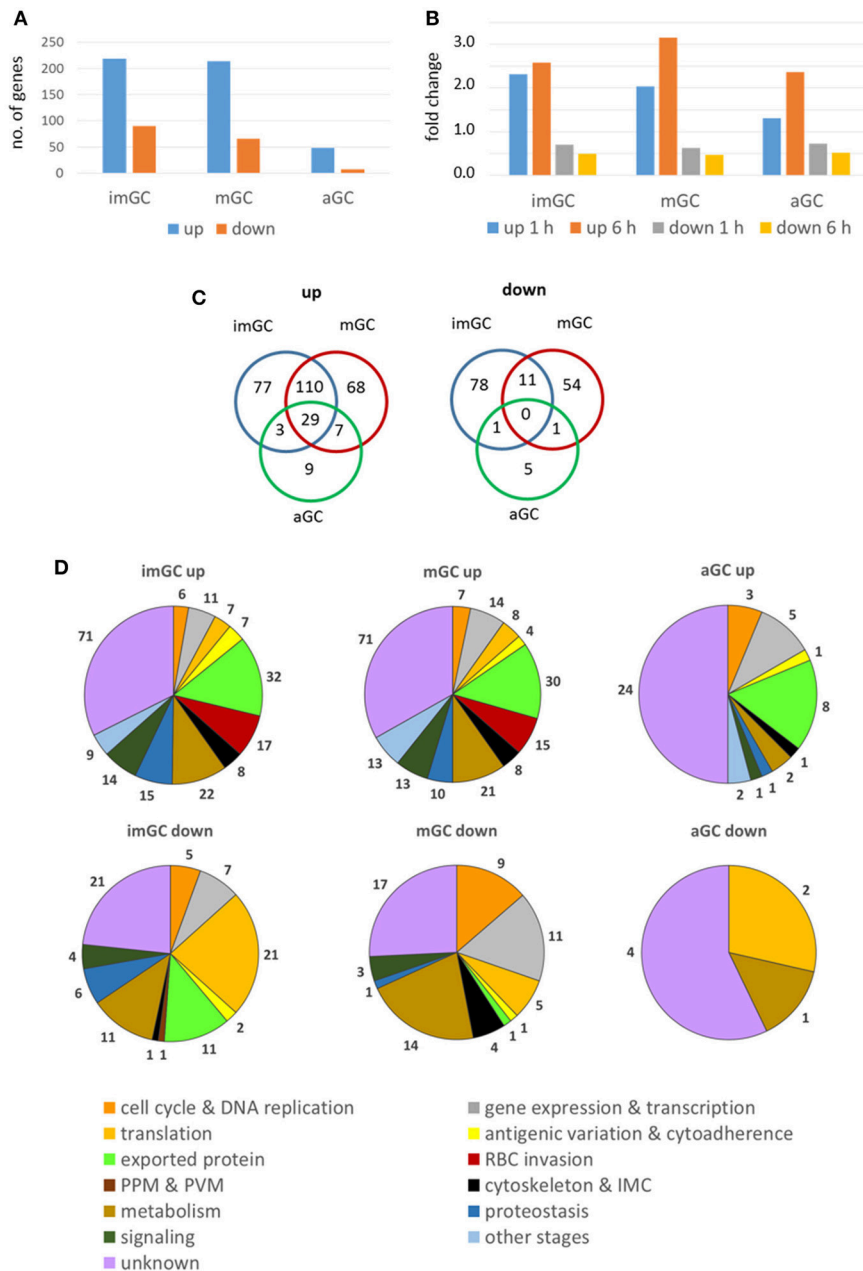 A
250
200
150
100
50
0
no. of genes
imGC mGC aGC
up down
B
3.0
2.0
1.0
0.0
fold change
imGC mGC aGC
up 1 h up 6 h down 1 h down 6 h
C
up
imGC mGC
77 110 68
3 29 7
9
aGC
down
imGC mGC
78 11 54
1 0 1
5
aGC
D
imGC up
6
11
7
7
32
17
8
22
15
14
9
71
mGC up
7
14
8
4
30
15
8
21
10
13
13
71
aGC up
3
5
1
8
1
2
1
1
2
24
imGC down
5
7
21
2
11
1
1
11
6
4
21
mGC down
9
11
5
1
1
4
14
1
3
17
aGC down
2
1
4
cell cycle & DNA replication
gene expression & transcription
translation
antigenic variation & cytoadherence
exported protein
RBC invasion
PPM & PVM
cytoskeleton & IMC
metabolism
proteostasis
signaling
other stages
unknown